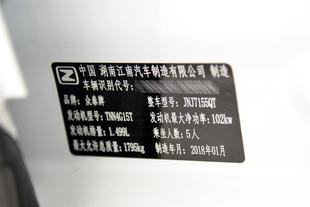 中国 湖南江南汽车制造有限公司 制造
车辆识别代号：
品牌：众泰牌 整车型号：JNJ7155QT
发动机型号：TNN4G15T 发动机最大净功率：102kw
发动机排量：1.499L 乘坐人数：5人
最大允许总质量：1795kg 制造年月：2018年01月